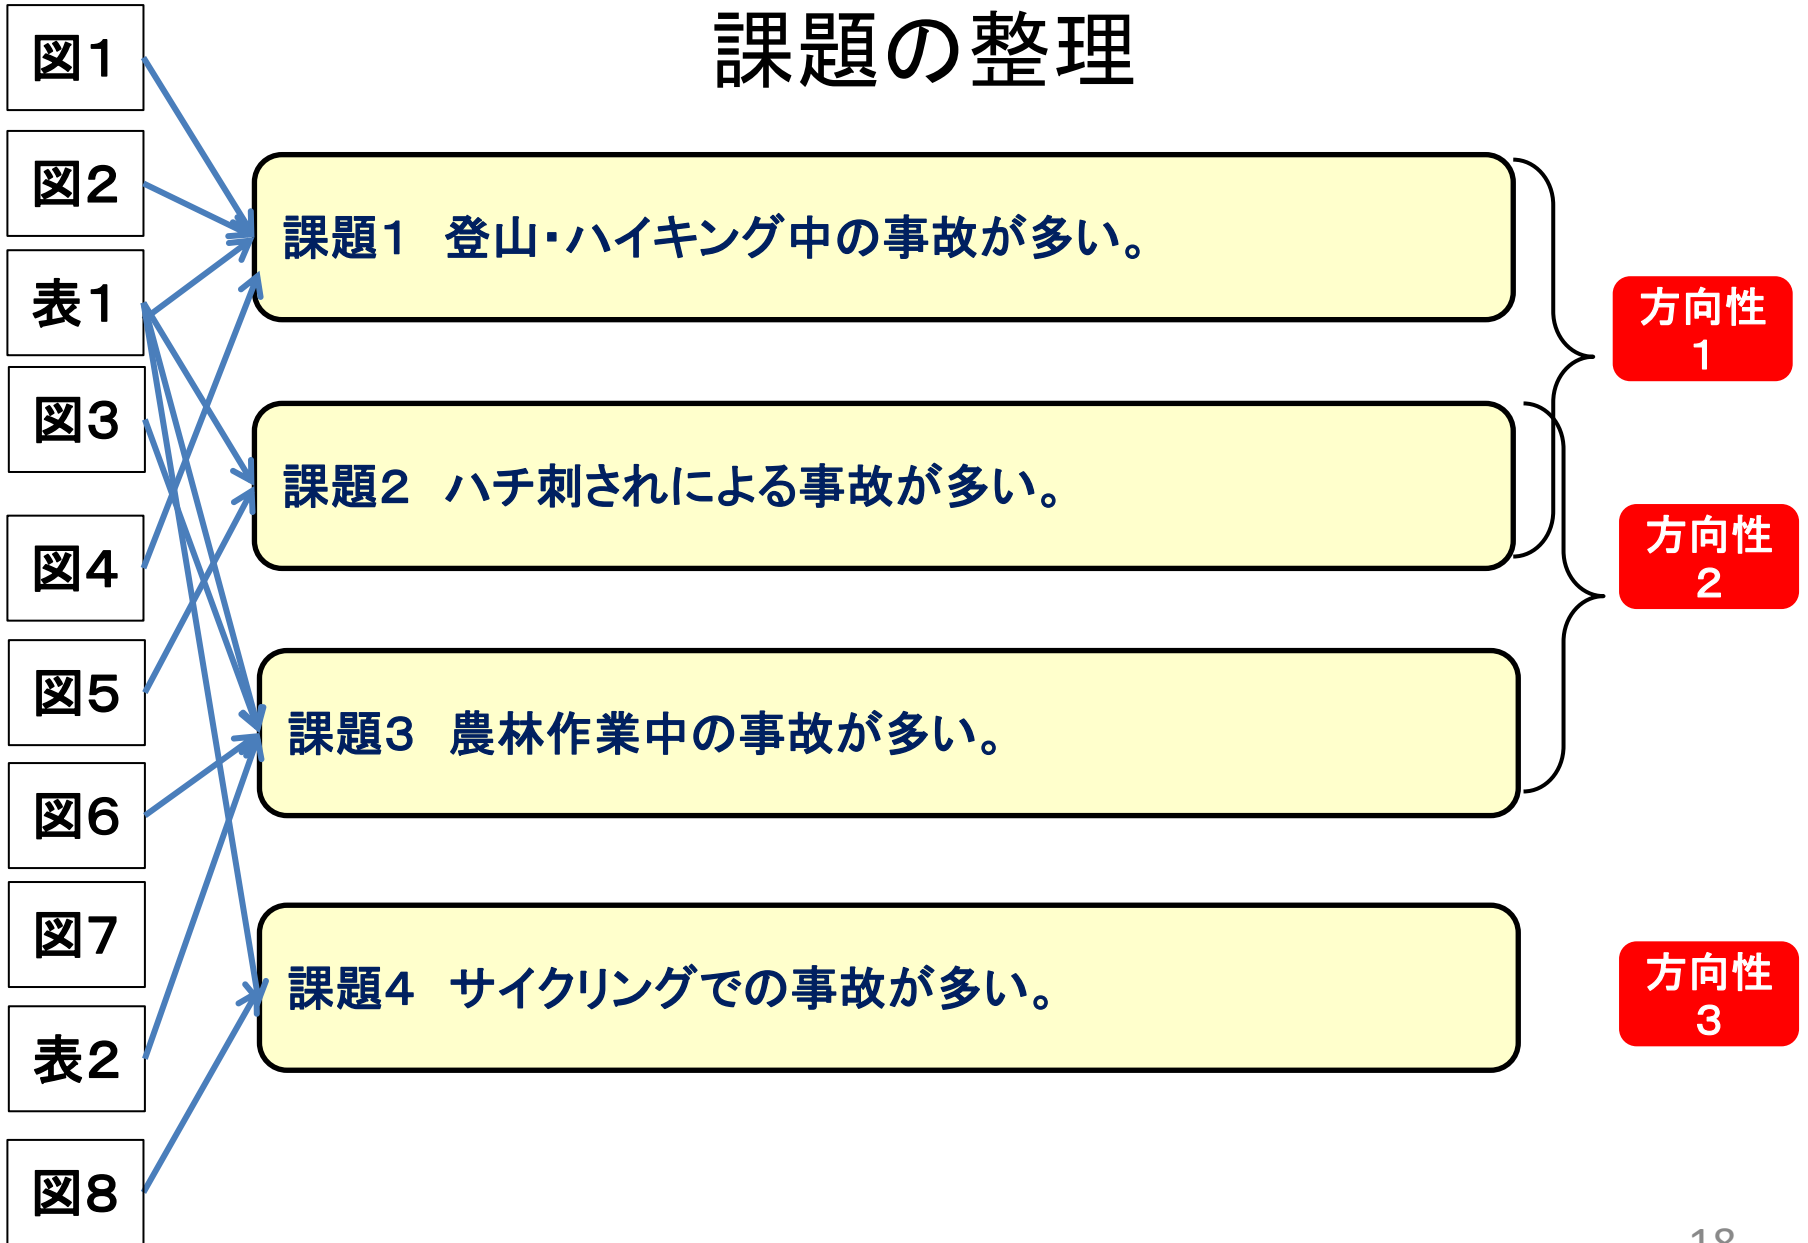 課題の整理
図1
図2
表1
図3
図4
図5
図6
図7
表2
図8
課題1　登山・ハイキング中の事故が多い。
課題2　ハチ刺されによる事故が多い。
課題3　農林作業中の事故が多い。
課題4　サイクリングでの事故が多い。
方向性
1
方向性
2
方向性
3
18